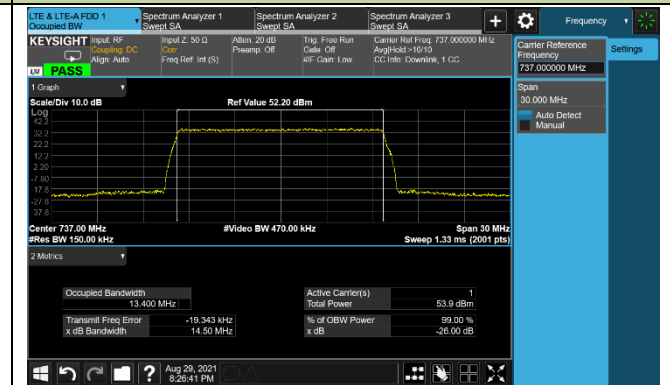 LTE & LTE-A FDD 1
Occupied BW
Spectrum Analyzer 1
Swept SA
Spectrum Analyzer 2
Swept SA
Spectrum Analyzer 3
Swept SA
Frequency
KEYSIGHT
Input: RF
Coupling: DC
Align: Auto
Input Z: 50 Ω
Corr
Freq Ref: Int (S)
Atten: 20 dB
Preamp: Off
Trig: Free Run
Gate: Off
#IF Gain: Low
Carrier Ref Freq: 737.000000 MHz
Avg|Hold:>10/10
CC Info: Downlink, 1 CC
LXI
PASS
Carrier Reference
Frequency
737.000000 MHz
Settings
Span
30.000 MHz
Auto Detect
Manual
1 Graph
Scale/Div 10.0 dB
Ref Value 52.20 dBm
Log
42.2
32.2
22.2
12.2
2.20
-7.80
-17.8
-27.8
-37.8
Center 737.00 MHz
#Video BW 470.00 kHz
Span 30 MHz
#Res BW 150.00 kHz
Sweep 1.33 ms (2001 pts)
2 Metrics
Occupied Bandwidth
13.400 MHz
Active Carrier(s)
1
Total Power
53.9 dBm
Transmit Freq Error
-19.343 kHz
% of OBW Power
99.00 %
x dB Bandwidth
14.50 MHz
x dB
-26.00 dB
?
Aug 29, 2021
8:26:41 PM